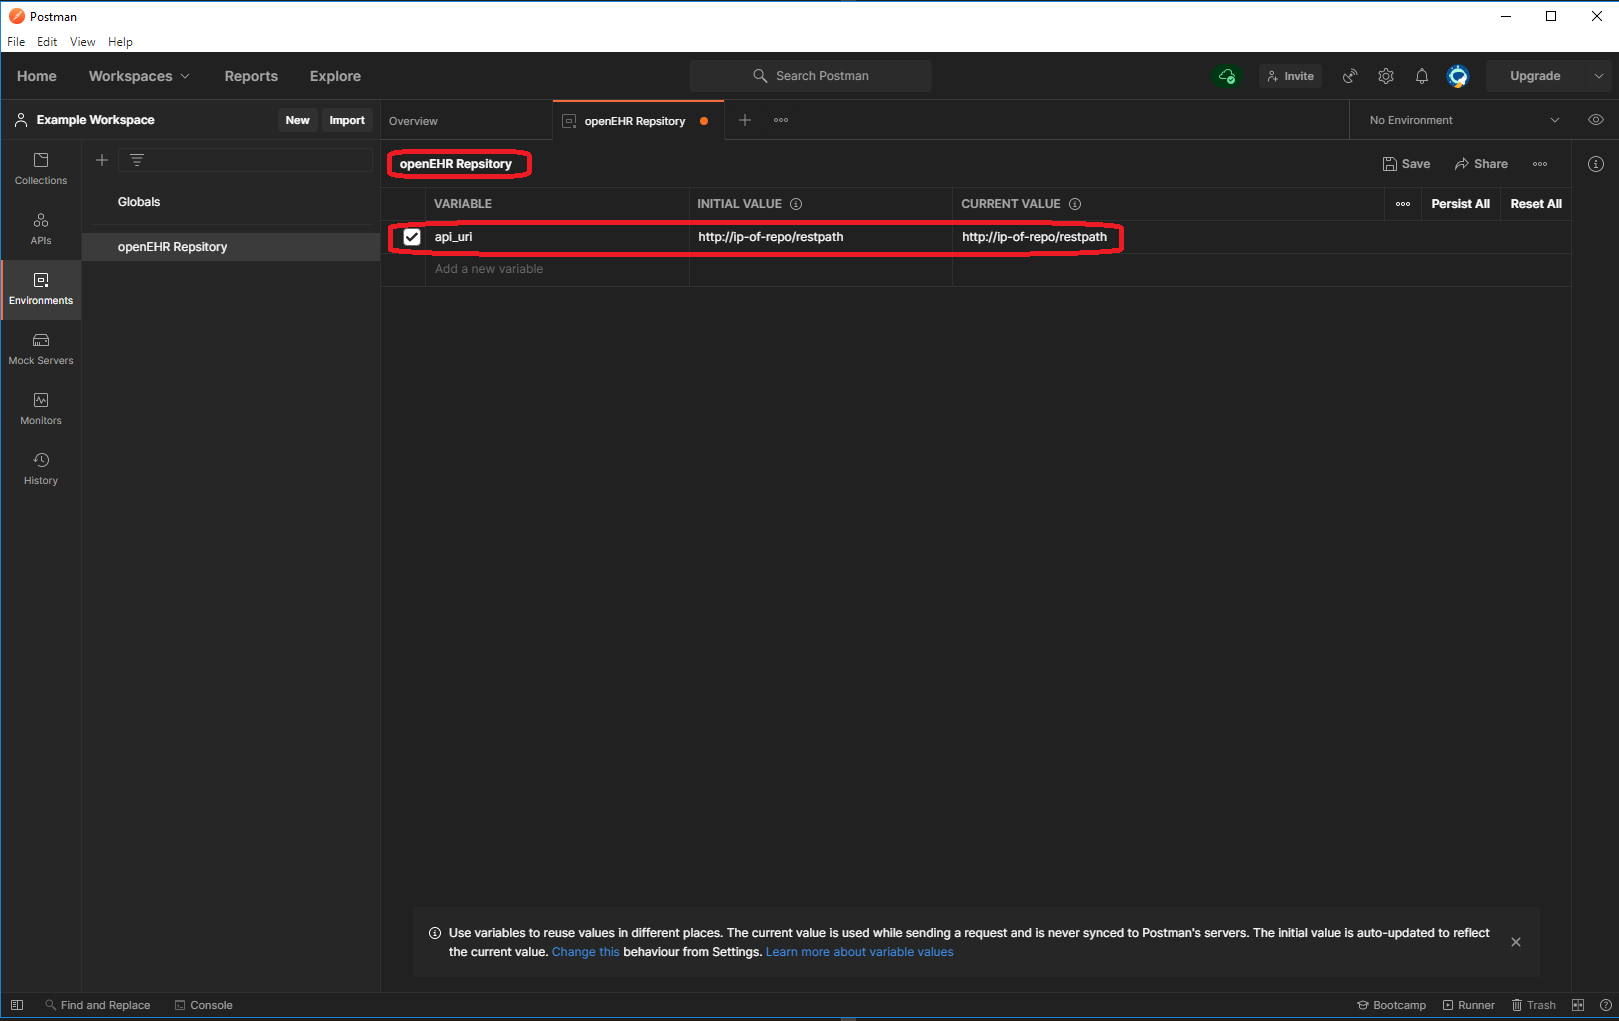 Postman
File Edit View Help
Home Workspaces Reports Explore Search Postman Invite Upgrade
Example Workspace New Import Overview openEHR Repsitory No Environment
openEHR Repsitory Save Share
Collections
Globals
VARIABLE INITIAL VALUE CURRENT VALUE Persist All Reset All
APIs
openEHR Repsitory
api_uri http://ip-of-repo/restpath http://ip-of-repo/restpath
Add a new variable
Environments
Mock Servers
Monitors
History
Use variables to reuse values in different places. The current value is used while sending a request and is never synced to Postman's servers. The initial value is auto-updated to reflect
the current value. Change this behaviour from Settings. Learn more about variable values
Find and Replace Console Bootcamp Runner Trash